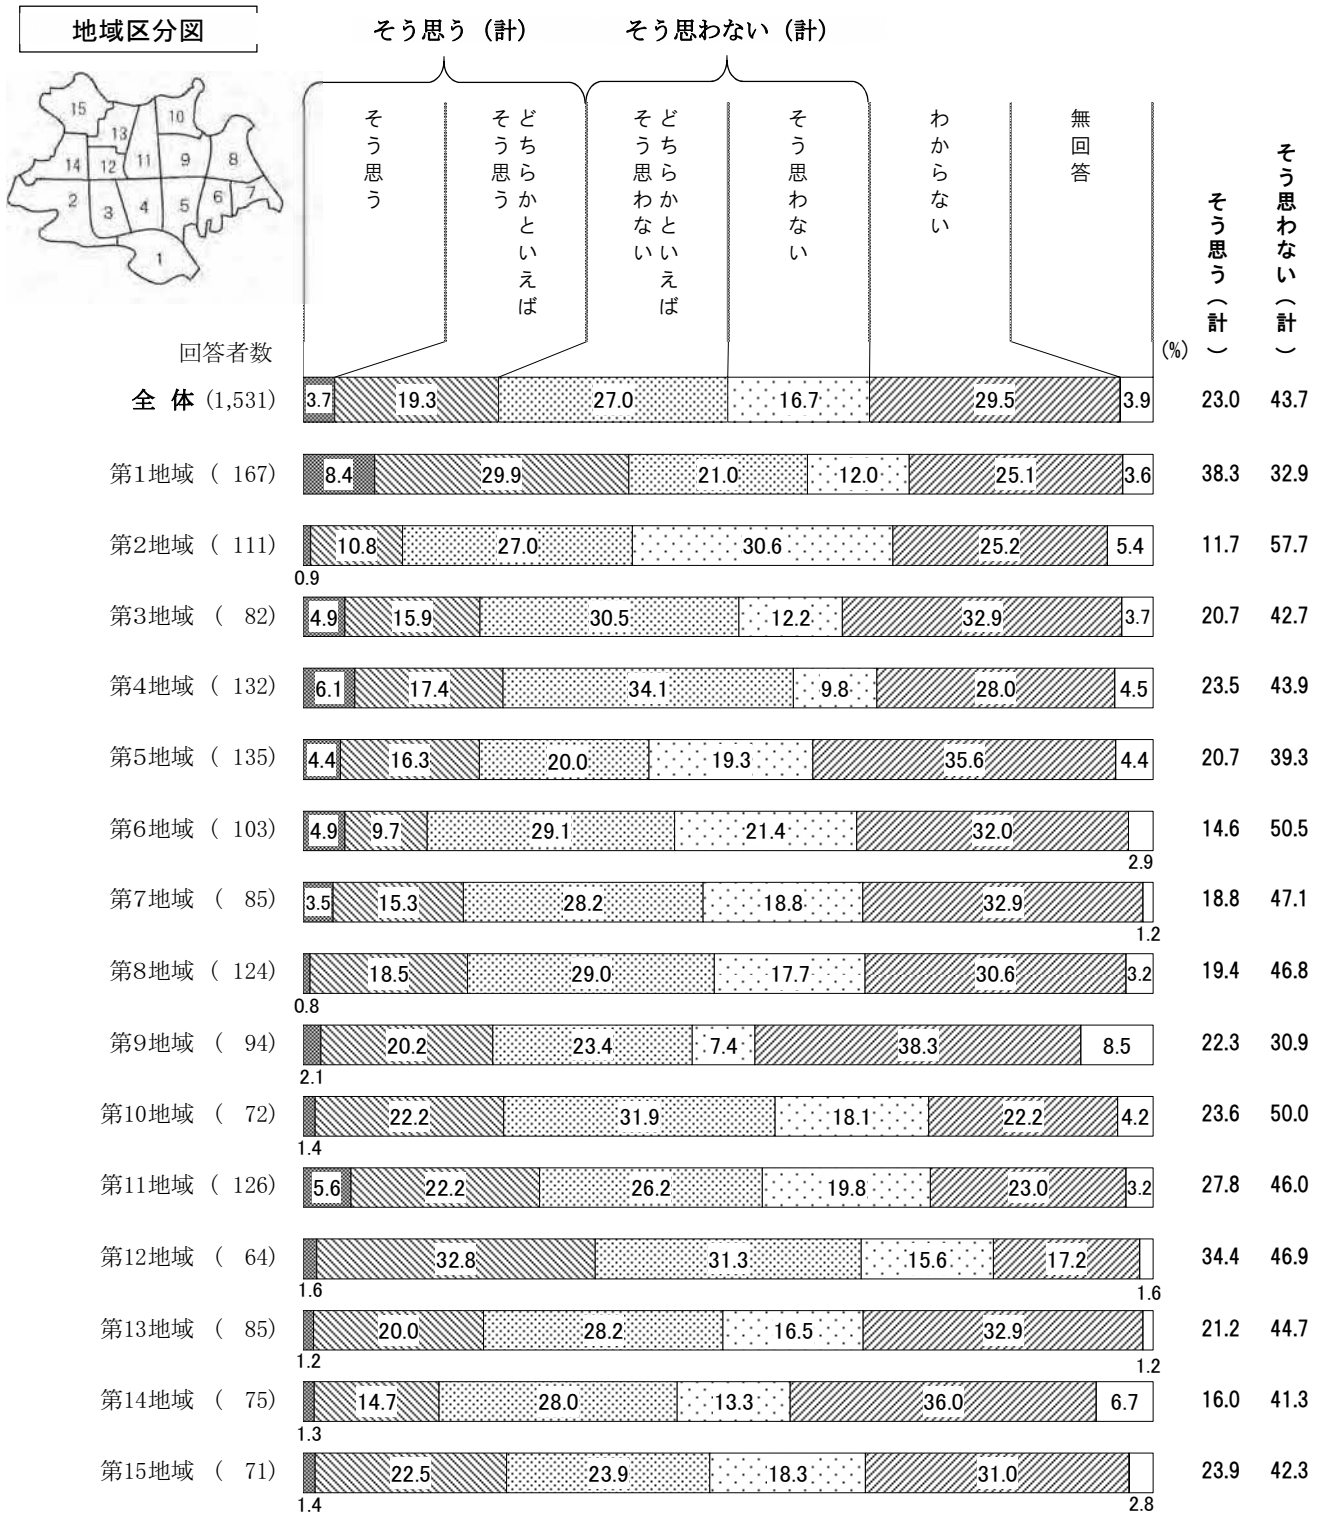 地域区分図
そう思う（計）
そう思わない（計）
15
10
13
14
12
11
9
8
2
3
4
5
6
7
1
そう思う
どちらかといえば
そう思う
どちらかといえば
そう思わない
そう思わない
わからない
無回答
そう思う（計）
そう思わない（計）
回答者数
(%)
全 体 (1,531) 3.7 19.3 27.0 16.7 29.5 3.9 23.0 43.7
第1地域 ( 167) 8.4 29.9 21.0 12.0 25.1 3.6 38.3 32.9
第2地域 ( 111) 10.8 27.0 30.6 25.2 5.4 11.7 57.7
0.9
第3地域 ( 82) 4.9 15.9 30.5 12.2 32.9 3.7 20.7 42.7
第4地域 ( 132) 6.1 17.4 34.1 9.8 28.0 4.5 23.5 43.9
第5地域 ( 135) 4.4 16.3 20.0 19.3 35.6 4.4 20.7 39.3
第6地域 ( 103) 4.9 9.7 29.1 21.4 32.0 14.6 50.5
2.9
第7地域 ( 85) 3.5 15.3 28.2 18.8 32.9 18.8 47.1
1.2
第8地域 ( 124) 18.5 29.0 17.7 30.6 3.2 19.4 46.8
0.8
第9地域 ( 94) 20.2 23.4 7.4 38.3 8.5 22.3 30.9
2.1
第10地域 ( 72) 22.2 31.9 18.1 22.2 4.2 23.6 50.0
1.4
第11地域 ( 126) 5.6 22.2 26.2 19.8 23.0 3.2 27.8 46.0
第12地域 ( 64) 32.8 31.3 15.6 17.2 34.4 46.9
1.6 1.6
第13地域 ( 85) 20.0 28.2 16.5 32.9 21.2 44.7
1.2 1.2
第14地域 ( 75) 14.7 28.0 13.3 36.0 6.7 16.0 41.3
1.3
第15地域 ( 71) 22.5 23.9 18.3 31.0 23.9 42.3
1.4 2.8